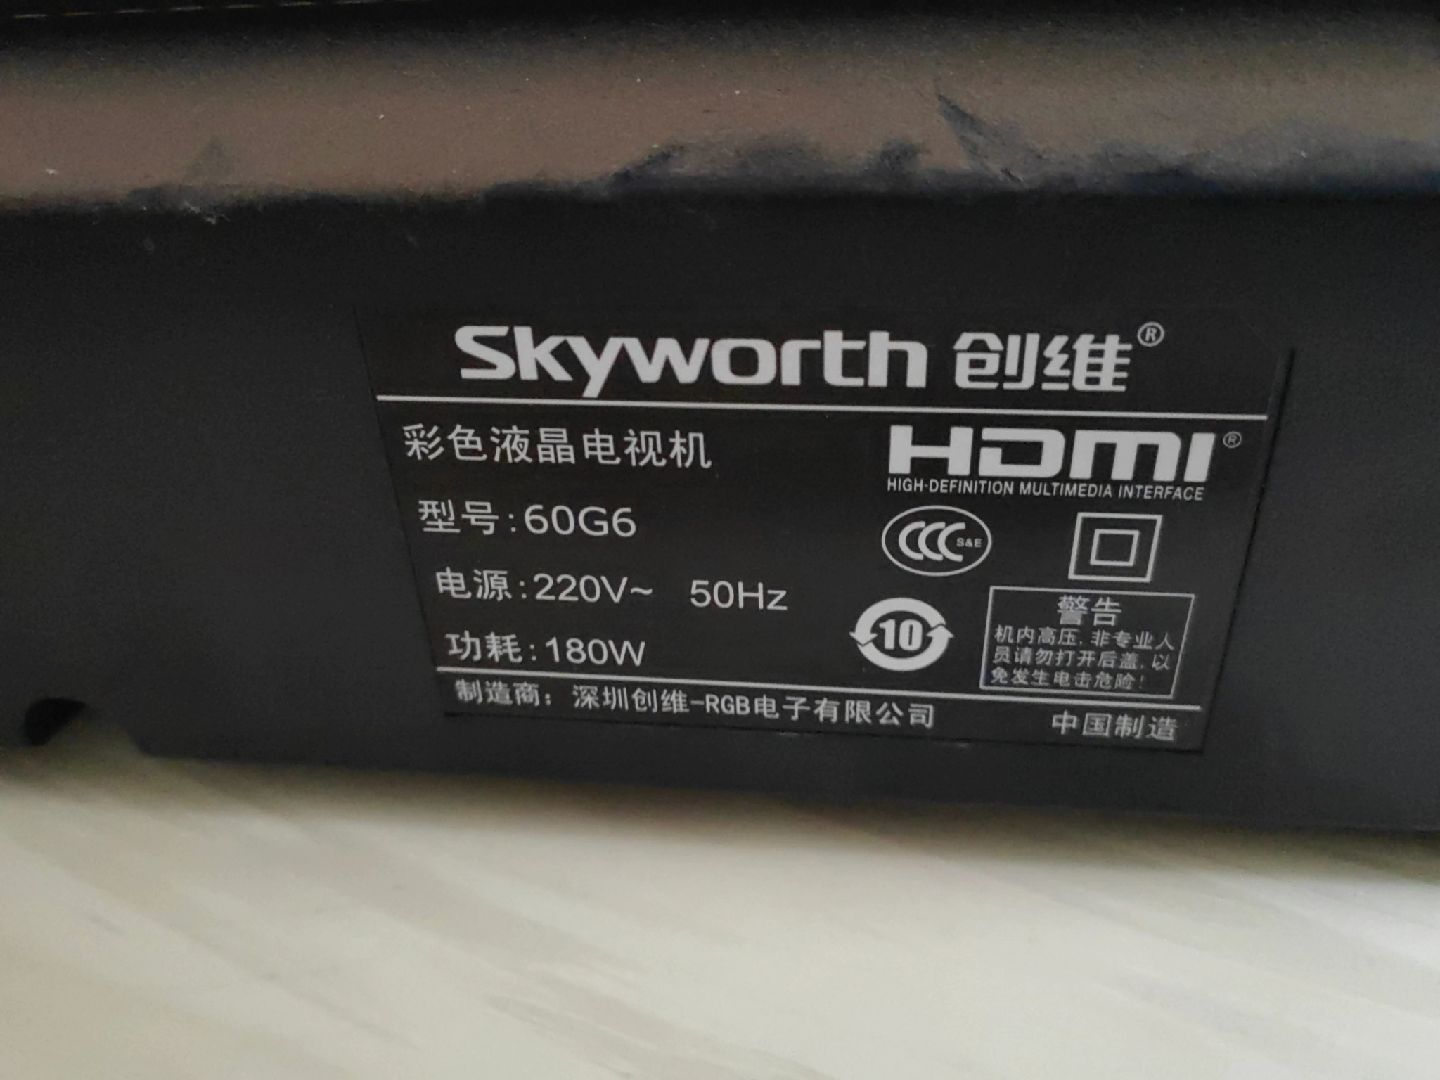 Skyworth 创维®
彩色液晶电视机
HDMI®
HIGH-DEFINITION MULTIMEDIA INTERFACE
型号:60G6
CCC S&E
电源:220V~ 50Hz
10
警告
机内高压,非专业人
员请勿打开后盖,以
免发生电击危险!
功耗:180W
制造商: 深圳创维-RGB电子有限公司
中国制造